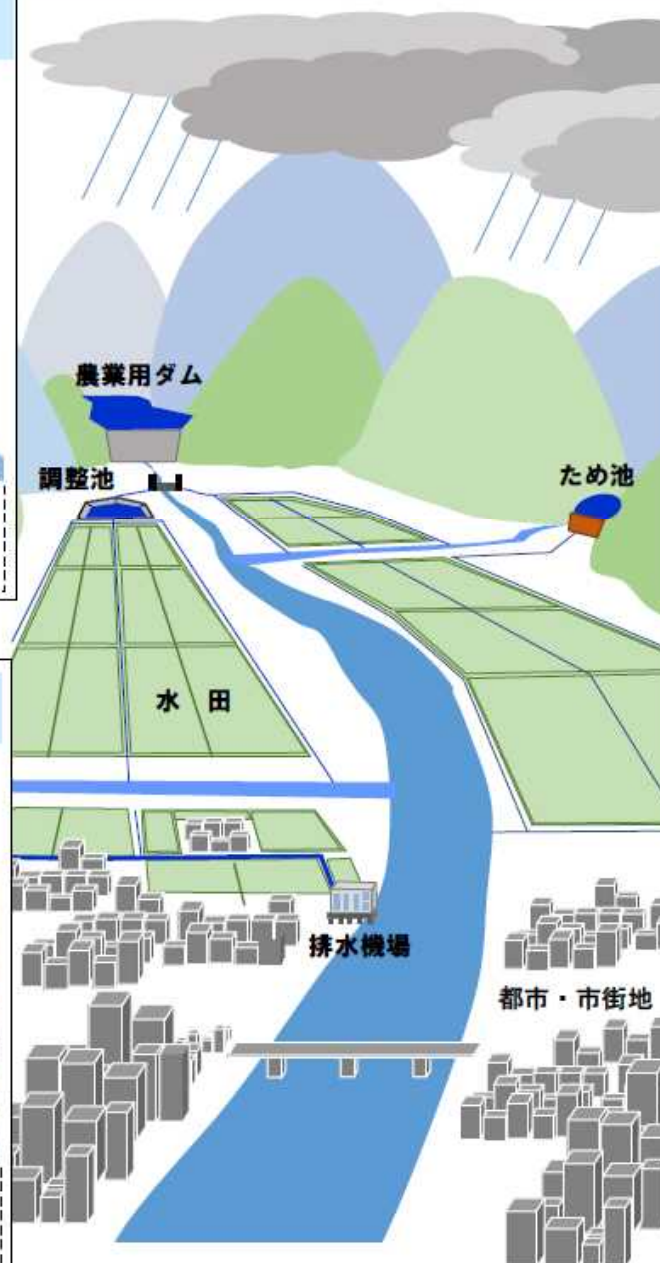 農業用ダム
調整池
ため池
水　田
排水機場
都市・市街地